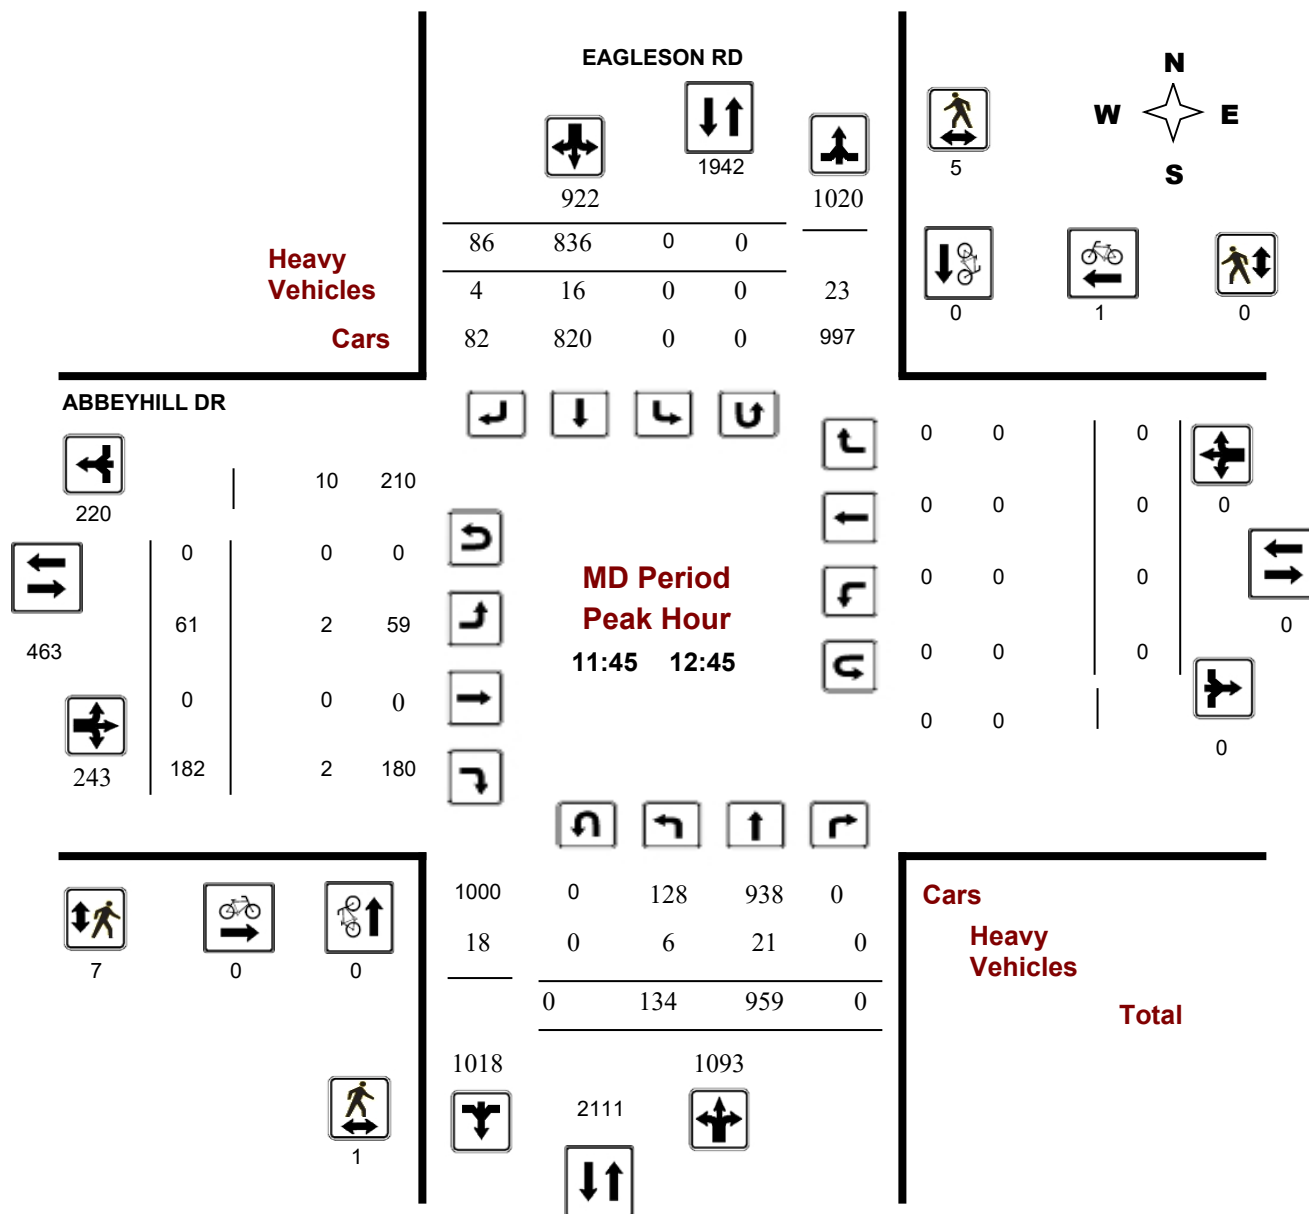 EAGLESON RD
N
W E
S
1942
5
922 1020
86 836 0 0
Heavy
Vehicles
4 16 0 0 23
Cars
82 820 0 0 997
0 1 0
ABBEYHILL DR
220
10 210
0 0 0
61 2 59
463
0 0 0
243
182 2 180
MD Period
Peak Hour
11:45 12:45
0 0 0
0 0 0 0
0 0 0
0
0 0 0
0 0
0
1000 0 128 938 0
Cars
18 0 6 21 0
Heavy
Vehicles
7 0 0
0 134 959 0
Total
1018 1093
2111
1